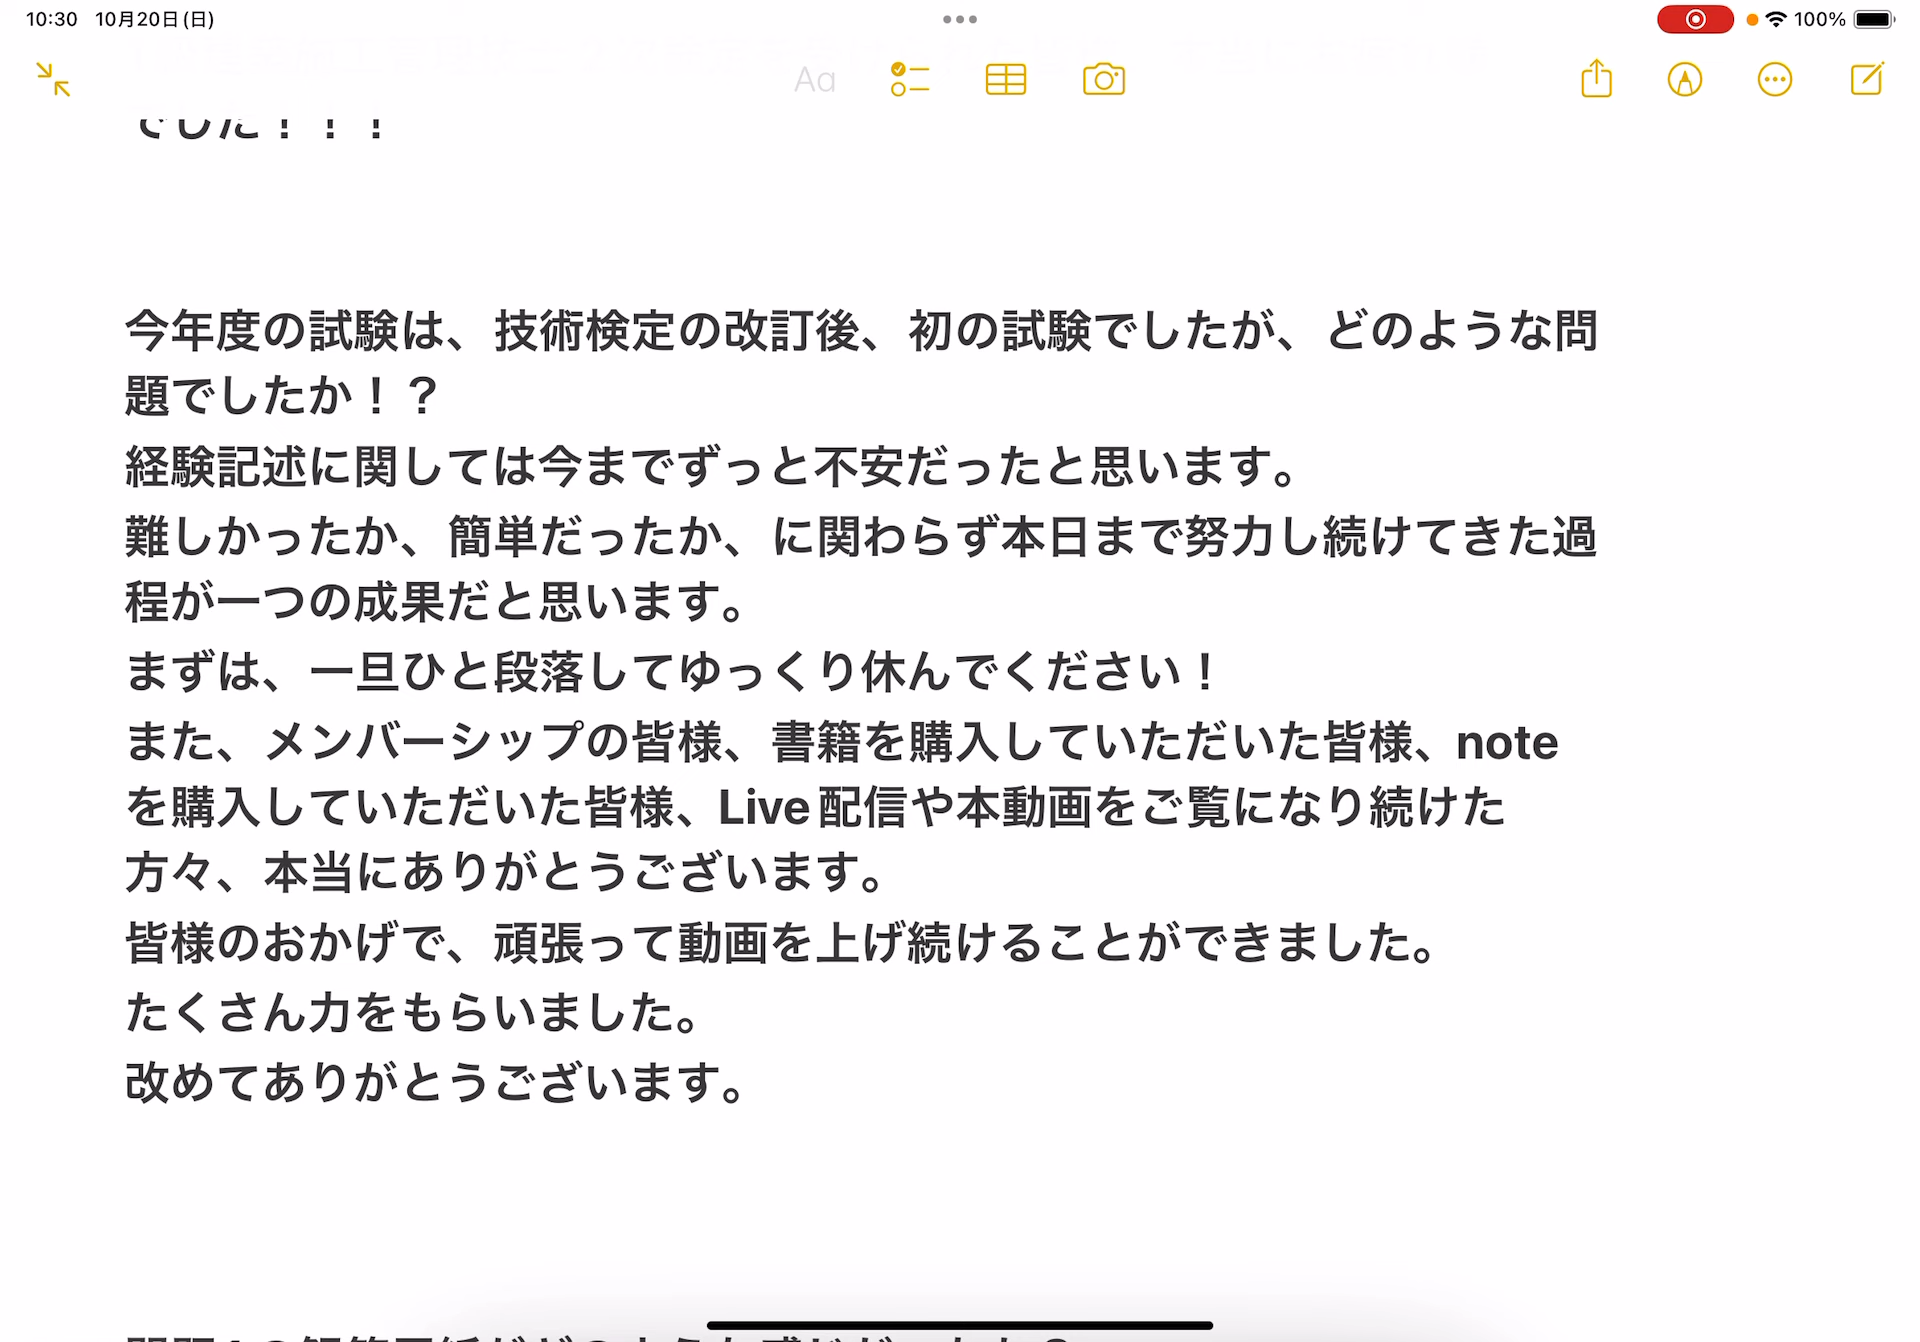 10:30 10月20日(日)
100%
Aa
でした！！！
今年度の試験は、技術検定の改訂後、初の試験でしたが、どのような問
題でしたか！？
経験記述に関しては今までずっと不安だったと思います。
難しかったか、簡単だったか、に関わらず本日まで努力し続けてきた過
程が一つの成果だと思います。
まずは、一旦ひと段落してゆっくり休んでください！
また、メンバーシップの皆様、書籍を購入していただいた皆様、note
を購入していただいた皆様、Live配信や本動画をご覧になり続けた
方々、本当にありがとうございます。
皆様のおかげで、頑張って動画を上げ続けることができました。
たくさん力をもらいました。
改めてありがとうございます。